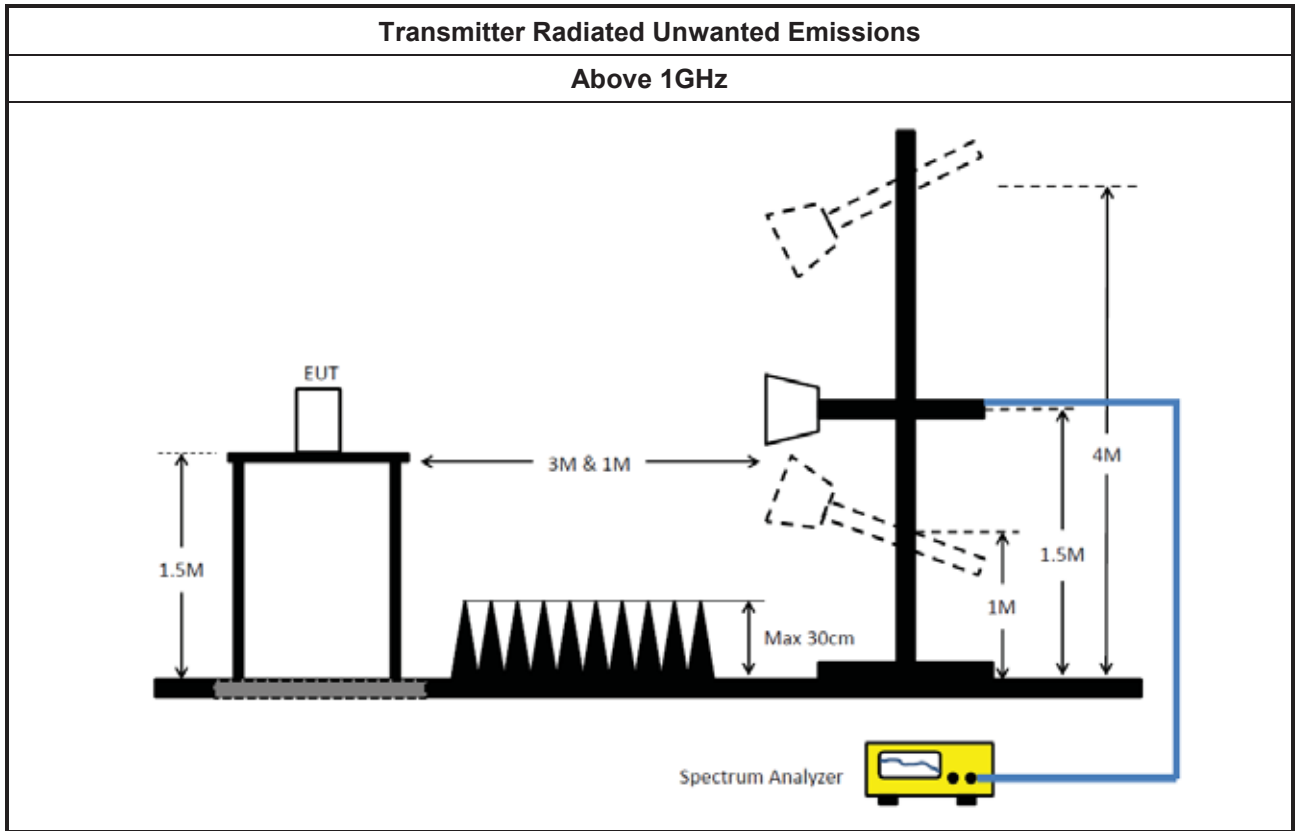 Transmitter Radiated Unwanted Emissions
Above 1GHz
EUT
3M & 1M
4M
1.5M
1.5M
1M
Max 30cm
Spectrum Analyzer